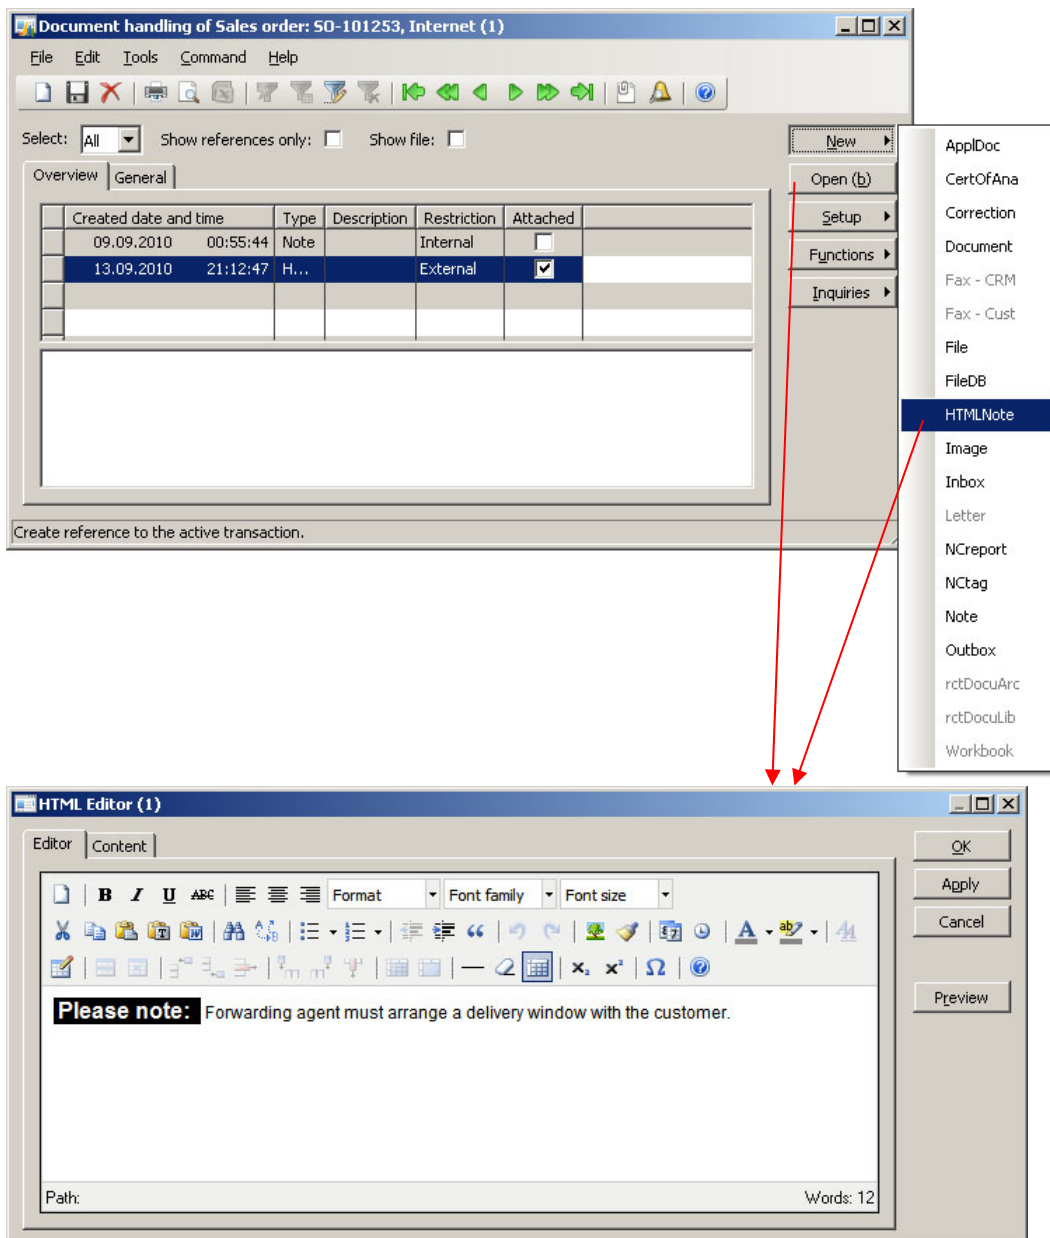 Document handling of Sales order: SO-101253, Internet (1)
File Edit Tools Command Help
Select: All Show references only: Show file:
Overview General
Created date and time Type Description Restriction Attached
09.09.2010 00:55:44 Note Internal
13.09.2010 21:12:47 H... External
Create reference to the active transaction.
New
Open (b)
Setup
Functions
Inquiries
ApplDoc
CertOfAna
Correction
Document
Fax - CRM
Fax - Cust
File
FileDB
HTMLNote
Image
Inbox
Letter
NCreport
NCtag
Note
Outbox
rctDocuArc
rctDocuLib
Workbook
HTML Editor (1)
Editor Content
B I U ABC Format Font family Font size
Please note: Forwarding agent must arrange a delivery window with the customer.
Path: Words: 12
OK
Apply
Cancel
Preview